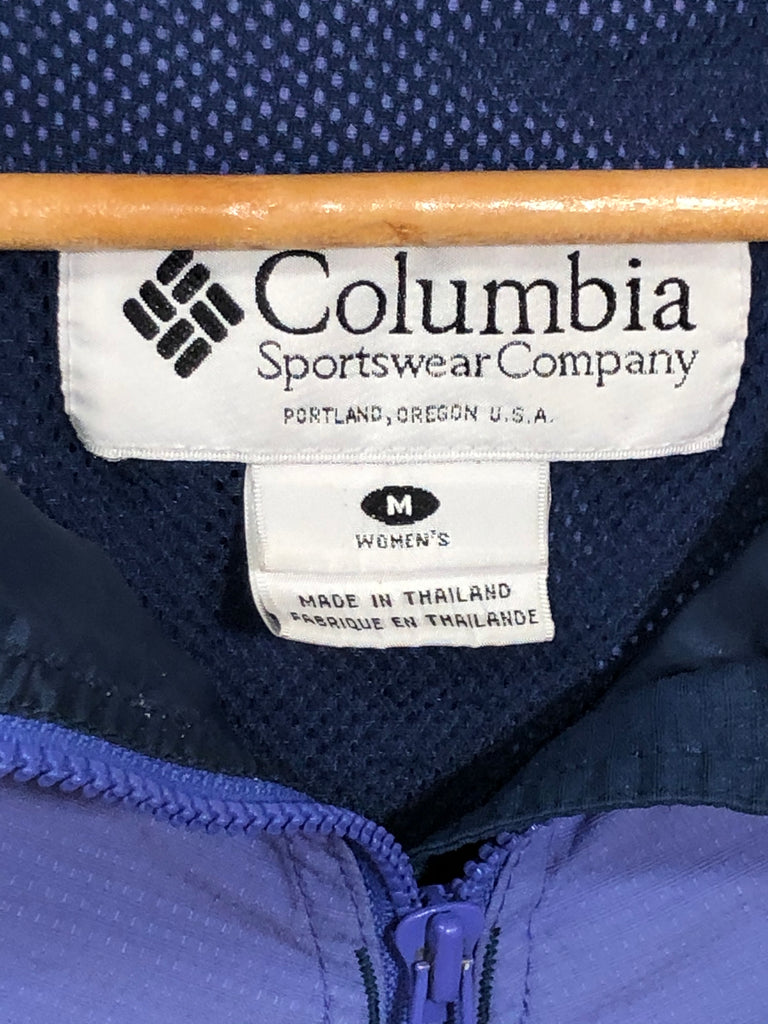 Columbia
Sportswear Company
PORTLAND, OREGON U.S.A.
M
WOMEN'S
MADE IN THAILAND
FABRIQUE EN THAILANDE